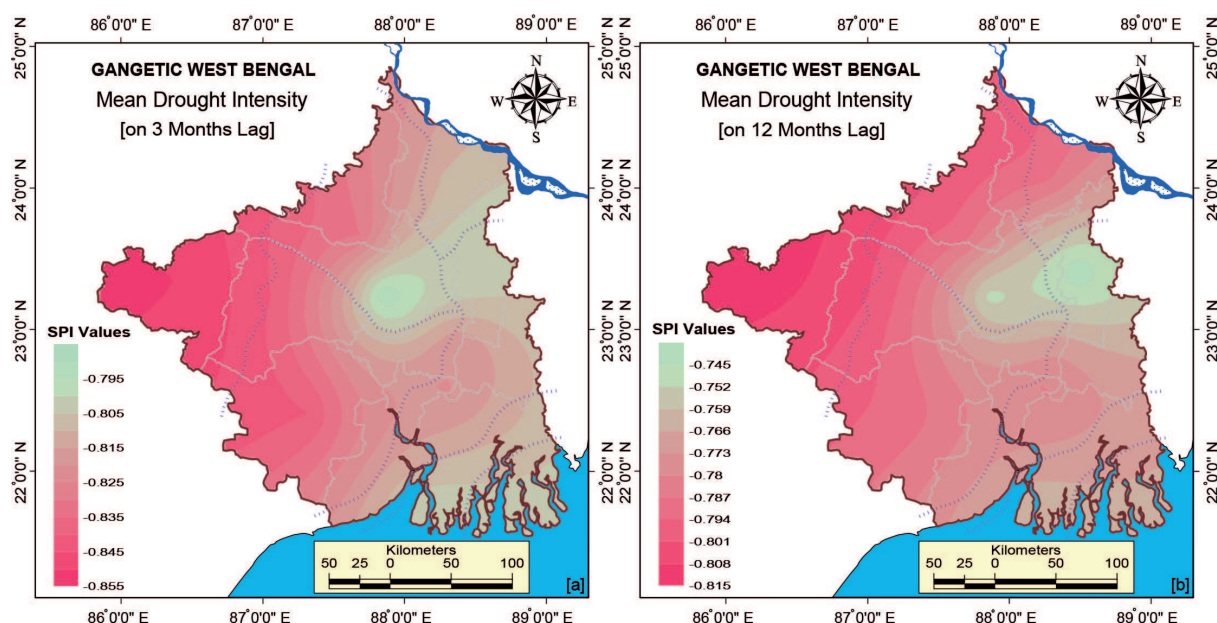 86°0'0" E 87°0'0" E 88°0'0" E 89°0'0" E
25°0'0" N
24°0'0" N
23°0'0" N
22°0'0" N
GANGETIC WEST BENGAL
Mean Drought Intensity
[on 3 Months Lag]
N
W E
S
SPI Values
-0.795
-0.805
-0.815
-0.825
-0.835
-0.845
-0.855
Kilometers
50 25 0 50 100
[a]
25°0'0" N
24°0'0" N
23°0'0" N
22°0'0" N
86°0'0" E 87°0'0" E 88°0'0" E 89°0'0" E
86°0'0" E 87°0'0" E 88°0'0" E 89°0'0" E
25°0'0" N
24°0'0" N
23°0'0" N
22°0'0" N
GANGETIC WEST BENGAL
Mean Drought Intensity
[on 12 Months Lag]
N
W E
S
SPI Values
-0.745
-0.752
-0.759
-0.766
-0.773
-0.78
-0.787
-0.794
-0.801
-0.808
-0.815
Kilometers
50 25 0 50 100
[b]
25°0'0" N
24°0'0" N
23°0'0" N
22°0'0" N
86°0'0" E 87°0'0" E 88°0'0" E 89°0'0" E